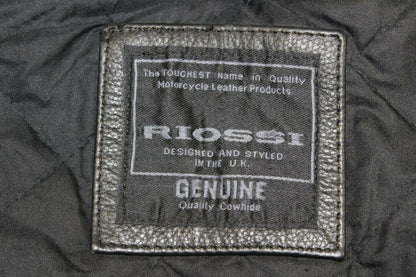 The TOUGHEST Name in Quality
Motorcycle Leather Products
RIOSSI
DESIGNED AND STYLED
IN THE U.K.
GENUINE
Quality Cowhide